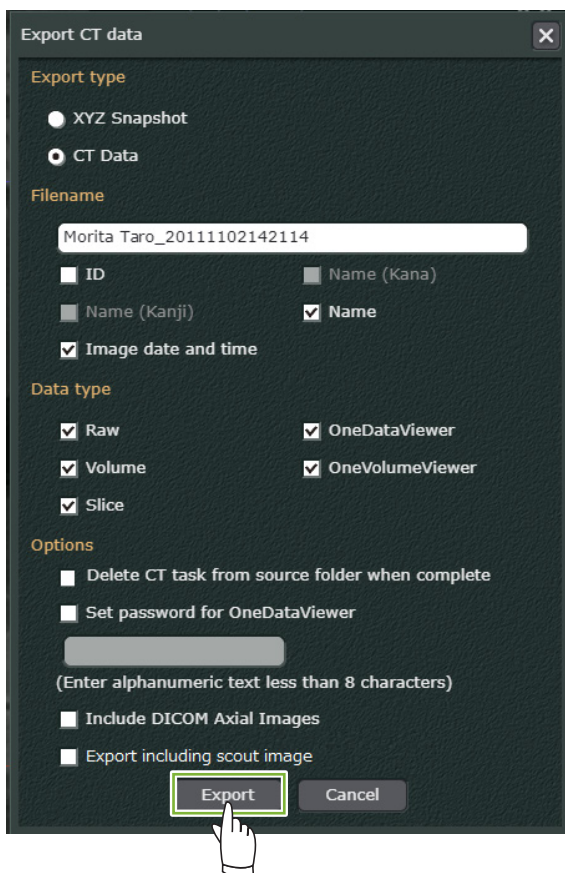 Export CT data
Export type
XYZ Snapshot
CT Data
Filename
Morita Taro_20111102142114
ID Name (Kana)
Name (Kanji) Name
Image date and time
Data type
Raw OneDataViewer
Volume OneVolumeViewer
Slice
Options
Delete CT task from source folder when complete
Set password for OneDataViewer
(Enter alphanumeric text less than 8 characters)
Include DICOM Axial Images
Export including scout image
Export Cancel